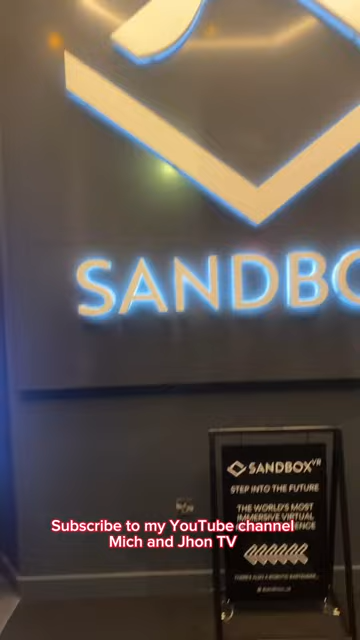 SANDBO
SANDBOX VR
STEP INTO THE FUTURE
THE WORLD'S MOST
IMMERSIVE VIRTUAL
Subscribe to my YouTube channel
Mich and Jhon TV